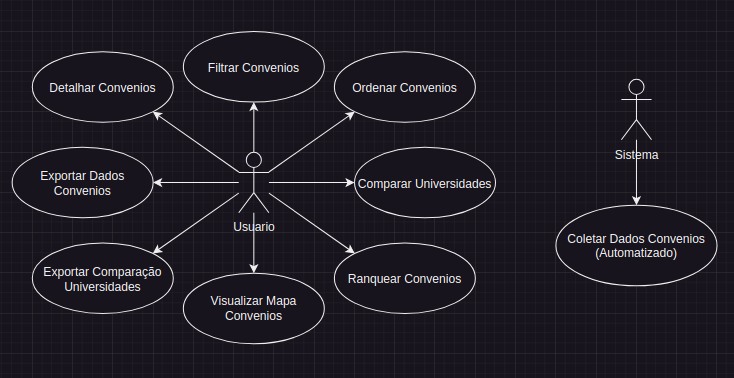 Filtrar Convenios
Detalhar Convenios
Ordenar Convenios
Exportar Dados
Convenios
Comparar Universidades
Usuario
Exportar Comparação
Universidades
Visualizar Mapa
Convenios
Ranquear Convenios
Sistema
Coletar Dados Convenios
(Automatizado)